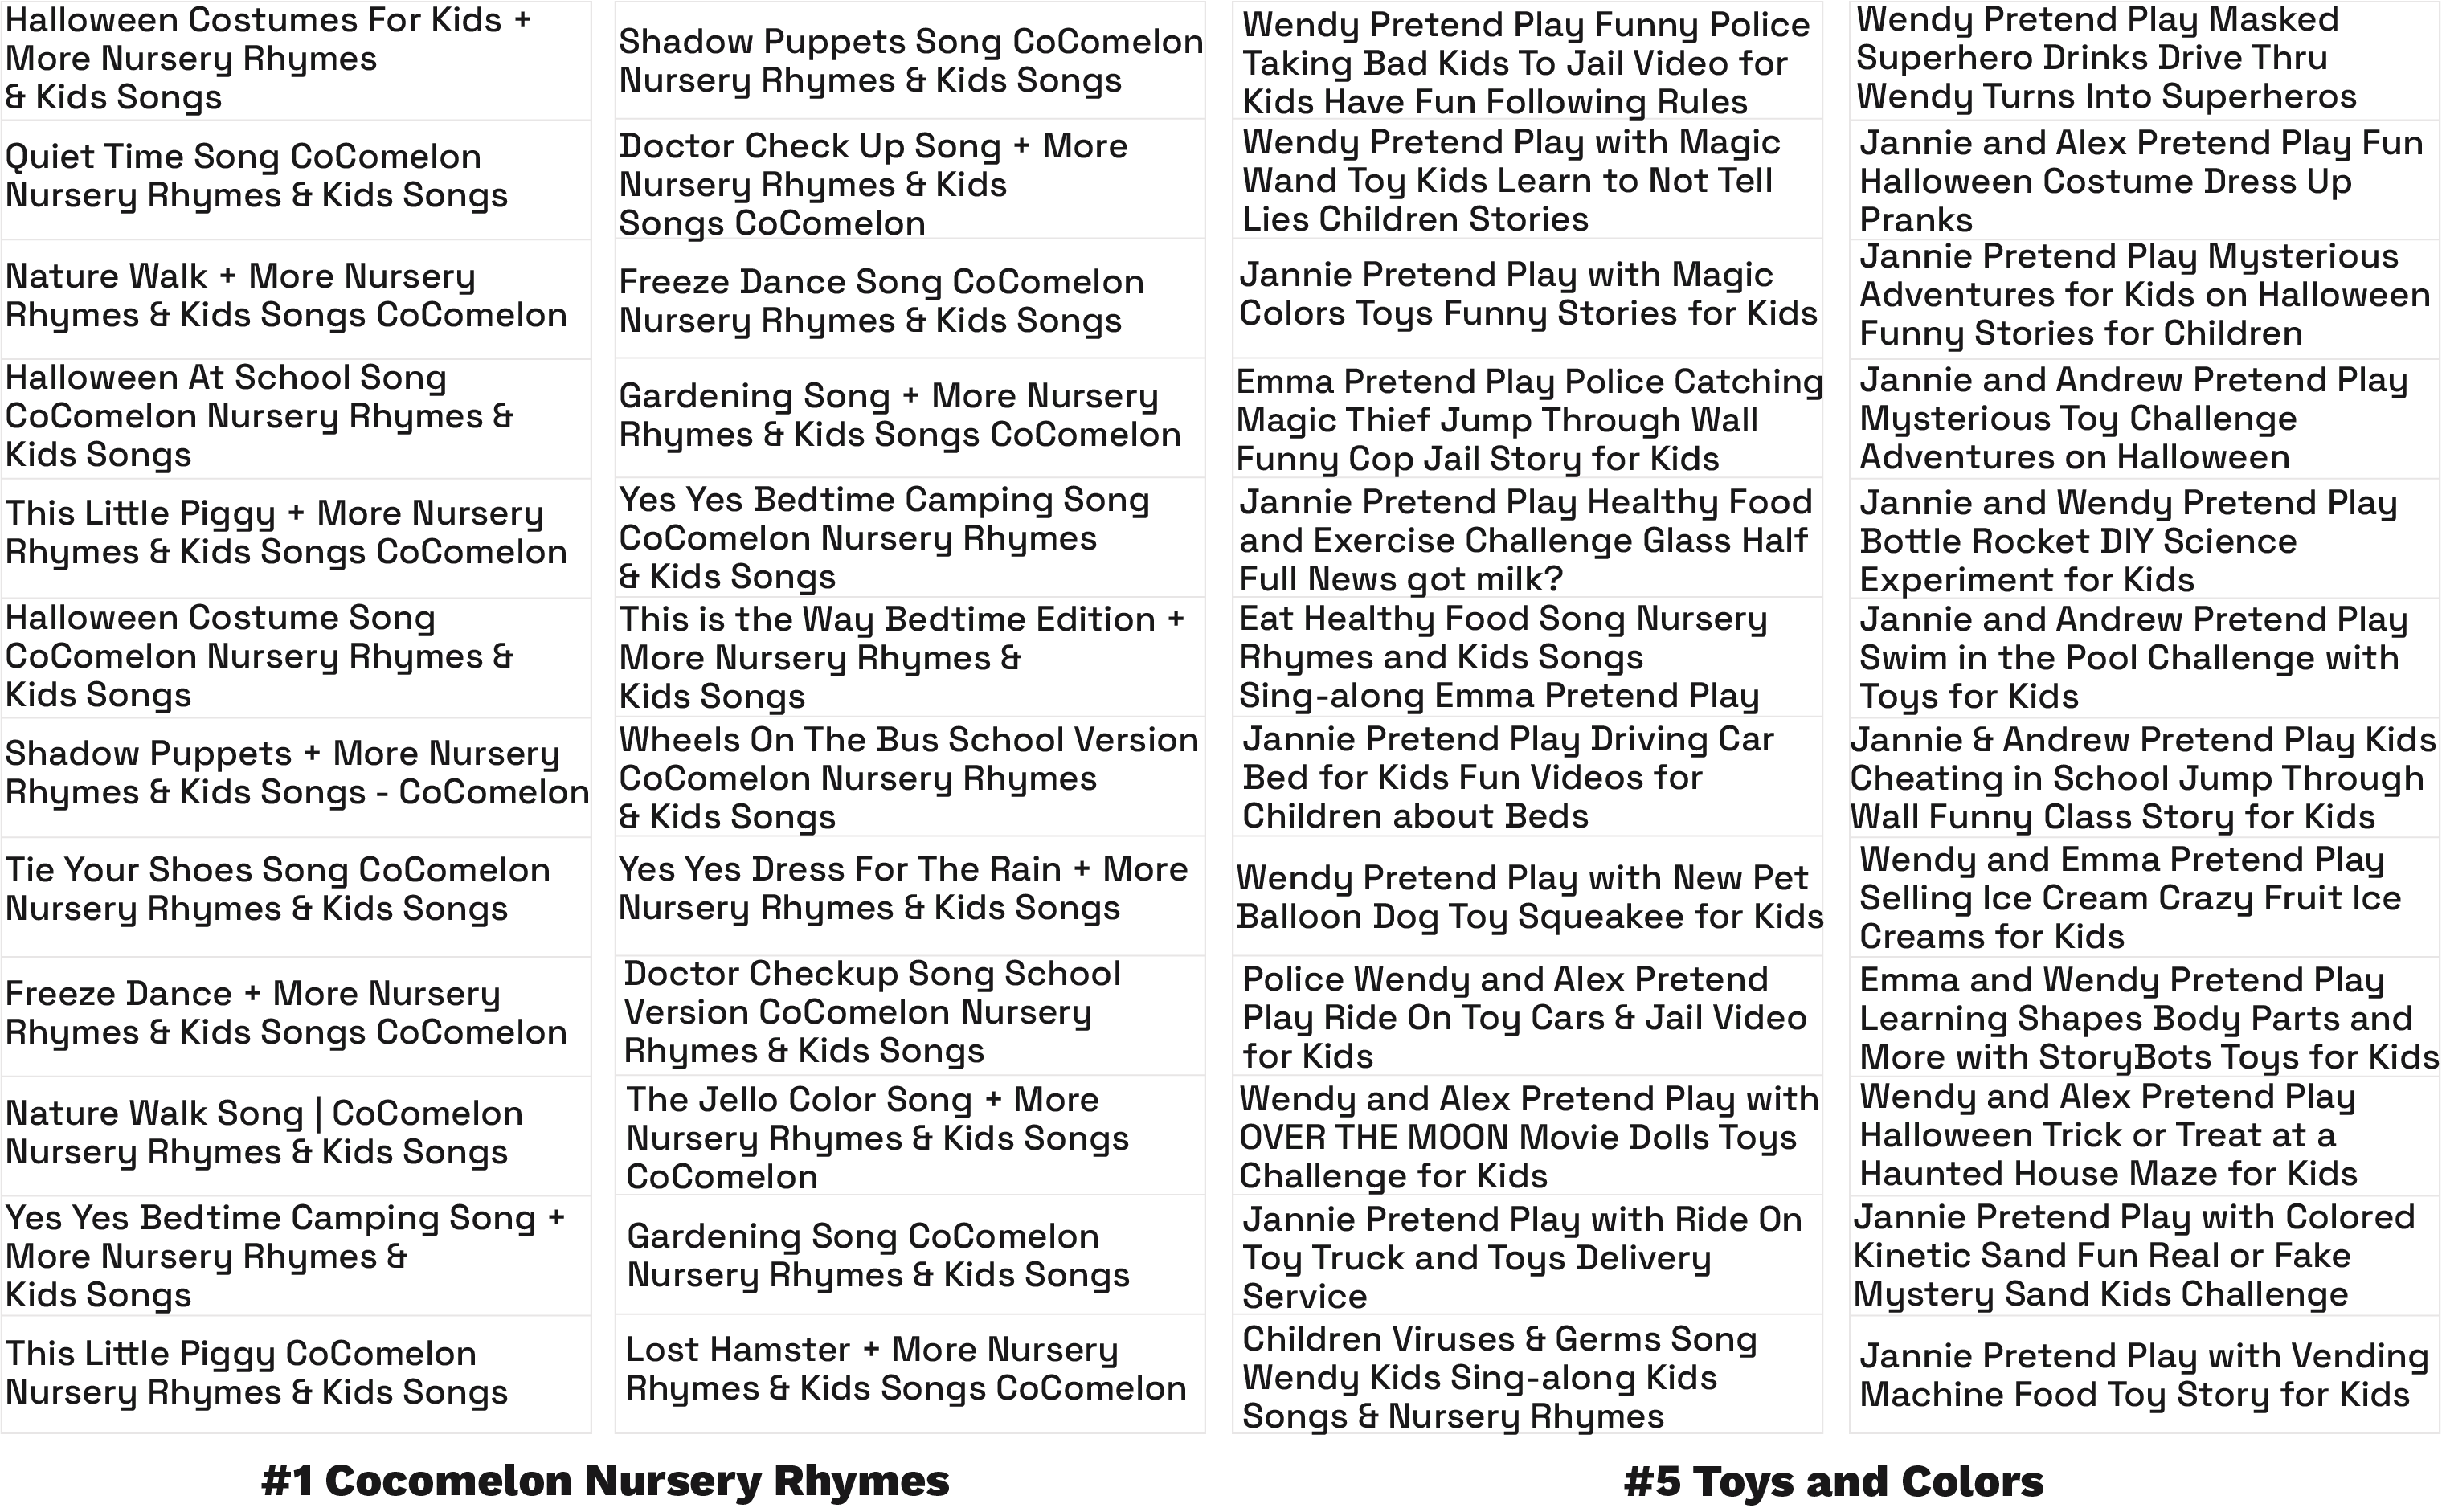 Halloween Costumes For Kids +
More Nursery Rhymes
& Kids Songs
Quiet Time Song CoComelon
Nursery Rhymes & Kids Songs
Nature Walk + More Nursery
Rhymes & Kids Songs CoComelon
Halloween At School Song
CoComelon Nursery Rhymes &
Kids Songs
This Little Piggy + More Nursery
Rhymes & Kids Songs CoComelon
Halloween Costume Song
CoComelon Nursery Rhymes &
Kids Songs
Shadow Puppets + More Nursery
Rhymes & Kids Songs - CoComelon
Tie Your Shoes Song CoComelon
Nursery Rhymes & Kids Songs
Freeze Dance + More Nursery
Rhymes & Kids Songs CoComelon
Nature Walk Song | CoComelon
Nursery Rhymes & Kids Songs
Yes Yes Bedtime Camping Song +
More Nursery Rhymes &
Kids Songs
This Little Piggy CoComelon
Nursery Rhymes & Kids Songs
Shadow Puppets Song CoComelon
Nursery Rhymes & Kids Songs
Doctor Check Up Song + More
Nursery Rhymes & Kids
Songs CoComelon
Freeze Dance Song CoComelon
Nursery Rhymes & Kids Songs
Gardening Song + More Nursery
Rhymes & Kids Songs CoComelon
Yes Yes Bedtime Camping Song
CoComelon Nursery Rhymes
& Kids Songs
This is the Way Bedtime Edition +
More Nursery Rhymes &
Kids Songs
Wheels On The Bus School Version
CoComelon Nursery Rhymes
& Kids Songs
Yes Yes Dress For The Rain + More
Nursery Rhymes & Kids Songs
Doctor Checkup Song School
Version CoComelon Nursery
Rhymes & Kids Songs
The Jello Color Song + More
Nursery Rhymes & Kids Songs
CoComelon
Gardening Song CoComelon
Nursery Rhymes & Kids Songs
Lost Hamster + More Nursery
Rhymes & Kids Songs CoComelon
#1 Cocomelon Nursery Rhymes
Wendy Pretend Play Funny Police
Taking Bad Kids To Jail Video for
Kids Have Fun Following Rules
Wendy Pretend Play with Magic
Wand Toy Kids Learn to Not Tell
Lies Children Stories
Jannie Pretend Play with Magic
Colors Toys Funny Stories for Kids
Emma Pretend Play Police Catching
Magic Thief Jump Through Wall
Funny Cop Jail Story for Kids
Jannie Pretend Play Healthy Food
and Exercise Challenge Glass Half
Full News got milk?
Eat Healthy Food Song Nursery
Rhymes and Kids Songs
Sing-along Emma Pretend Play
Jannie Pretend Play Driving Car
Bed for Kids Fun Videos for
Children about Beds
Wendy Pretend Play with New Pet
Balloon Dog Toy Squeakee for Kids
Police Wendy and Alex Pretend
Play Ride On Toy Cars & Jail Video
for Kids
Wendy and Alex Pretend Play with
OVER THE MOON Movie Dolls Toys
Challenge for Kids
Jannie Pretend Play with Ride On
Toy Truck and Toys Delivery
Service
Children Viruses & Germs Song
Wendy Kids Sing-along Kids
Songs & Nursery Rhymes
Wendy Pretend Play Masked
Superhero Drinks Drive Thru
Wendy Turns Into Superheros
Jannie and Alex Pretend Play Fun
Halloween Costume Dress Up
Pranks
Jannie Pretend Play Mysterious
Adventures for Kids on Halloween
Funny Stories for Children
Jannie and Andrew Pretend Play
Mysterious Toy Challenge
Adventures on Halloween
Jannie and Wendy Pretend Play
Bottle Rocket DIY Science
Experiment for Kids
Jannie and Andrew Pretend Play
Swim in the Pool Challenge with
Toys for Kids
Jannie & Andrew Pretend Play Kids
Cheating in School Jump Through
Wall Funny Class Story for Kids
Wendy and Emma Pretend Play
Selling Ice Cream Crazy Fruit Ice
Creams for Kids
Emma and Wendy Pretend Play
Learning Shapes Body Parts and
More with StoryBots Toys for Kids
Wendy and Alex Pretend Play
Halloween Trick or Treat at a
Haunted House Maze for Kids
Jannie Pretend Play with Colored
Kinetic Sand Fun Real or Fake
Mystery Sand Kids Challenge
Jannie Pretend Play with Vending
Machine Food Toy Story for Kids
#5 Toys and Colors